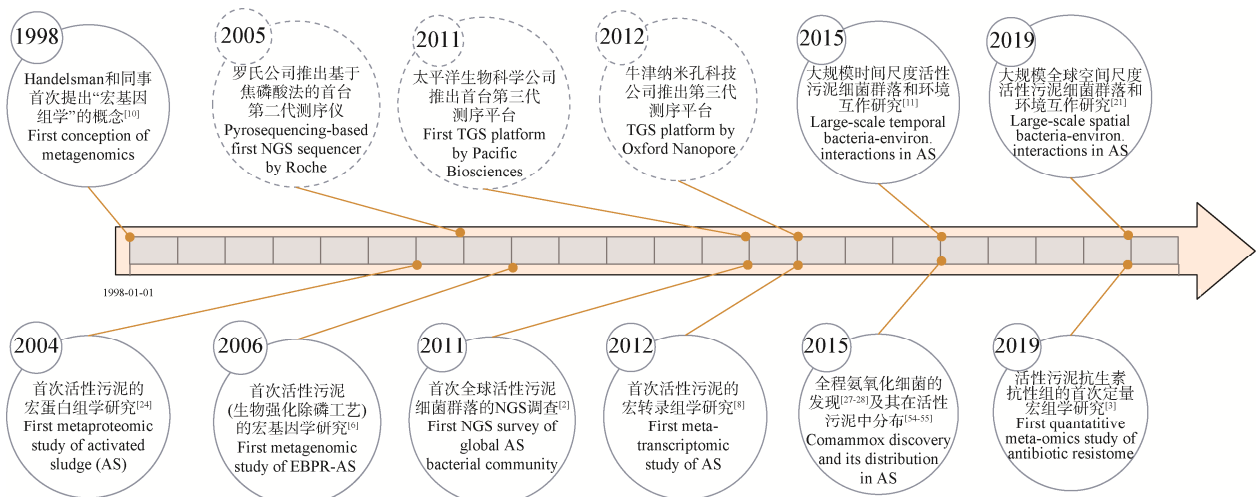 1998
Handelsman和同事
首次提出“宏基因
组学”的概念[10]
First conception of
metagenomics
2005
罗氏公司推出基于
焦磷酸法的首台
第二代测序仪
Pyrosequencing-based
first NGS sequencer
by Roche
2011
太平洋生物科学公司
推出首台第三代
测序平台
First TGS platform
by Pacific
Biosciences
2012
牛津纳米孔科技
公司推出第三代
测序平台
TGS platform by
Oxford Nanopore
2015
大规模时间尺度活性
污泥细菌群落和环境
互作研究[11]
Large-scale temporal
bacteria-environ.
interactions in AS
2019
大规模全球空间尺度
活性污泥细菌群落和
环境互作研究[21]
Large-scale spatial
bacteria-environ.
interactions in AS
1998-01-01
2004
首次活性污泥的
宏蛋白组学研究[24]
First metaproteomic
study of activated
sludge (AS)
2006
首次活性污泥
(生物强化除磷工艺)
的宏基因学研究[6]
First metagenomic
study of EBPR-AS
2011
首次全球活性污泥
细菌群落的NGS调查[2]
First NGS survey of
global AS
bacterial community
2012
首次活性污泥的
宏转录组学研究[8]
First meta-
transcriptomic
study of AS
2015
全程氨氧化细菌的
发现[27-28]及其在活性
污泥中分布[54-55]
Comammox discovery
and its distribution
in AS
2019
活性污泥抗生素
抗性组的首次定量
宏组学研究[3]
First quantatitive
meta-omics study of
antibiotic resistome